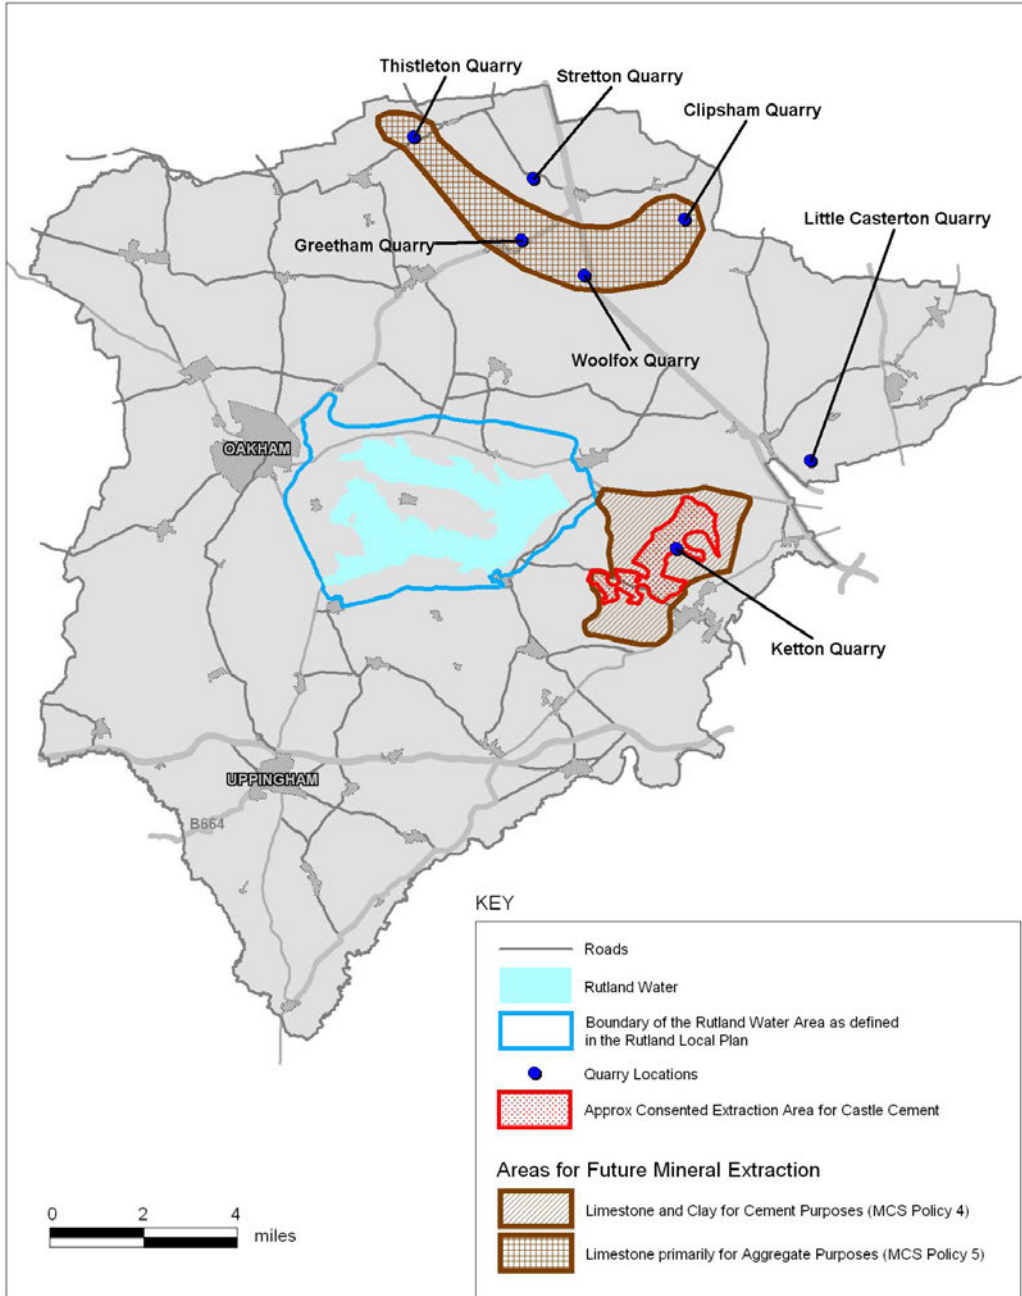 Thistleton Quarry
Stretton Quarry
Clipsham Quarry
Little Casterton Quarry
Greetham Quarry
Woolfox Quarry
OAKHAM
Ketton Quarry
UPPINGHAM
B664
KEY
Roads
Rutland Water
Boundary of the Rutland Water Area as defined
in the Rutland Local Plan
Quarry Locations
Approx Consented Extraction Area for Castle Cement
Areas for Future Mineral Extraction
Limestone and Clay for Cement Purposes (MCS Policy 4)
Limestone primarily for Aggregate Purposes (MCS Policy 5)
0 2 4
miles